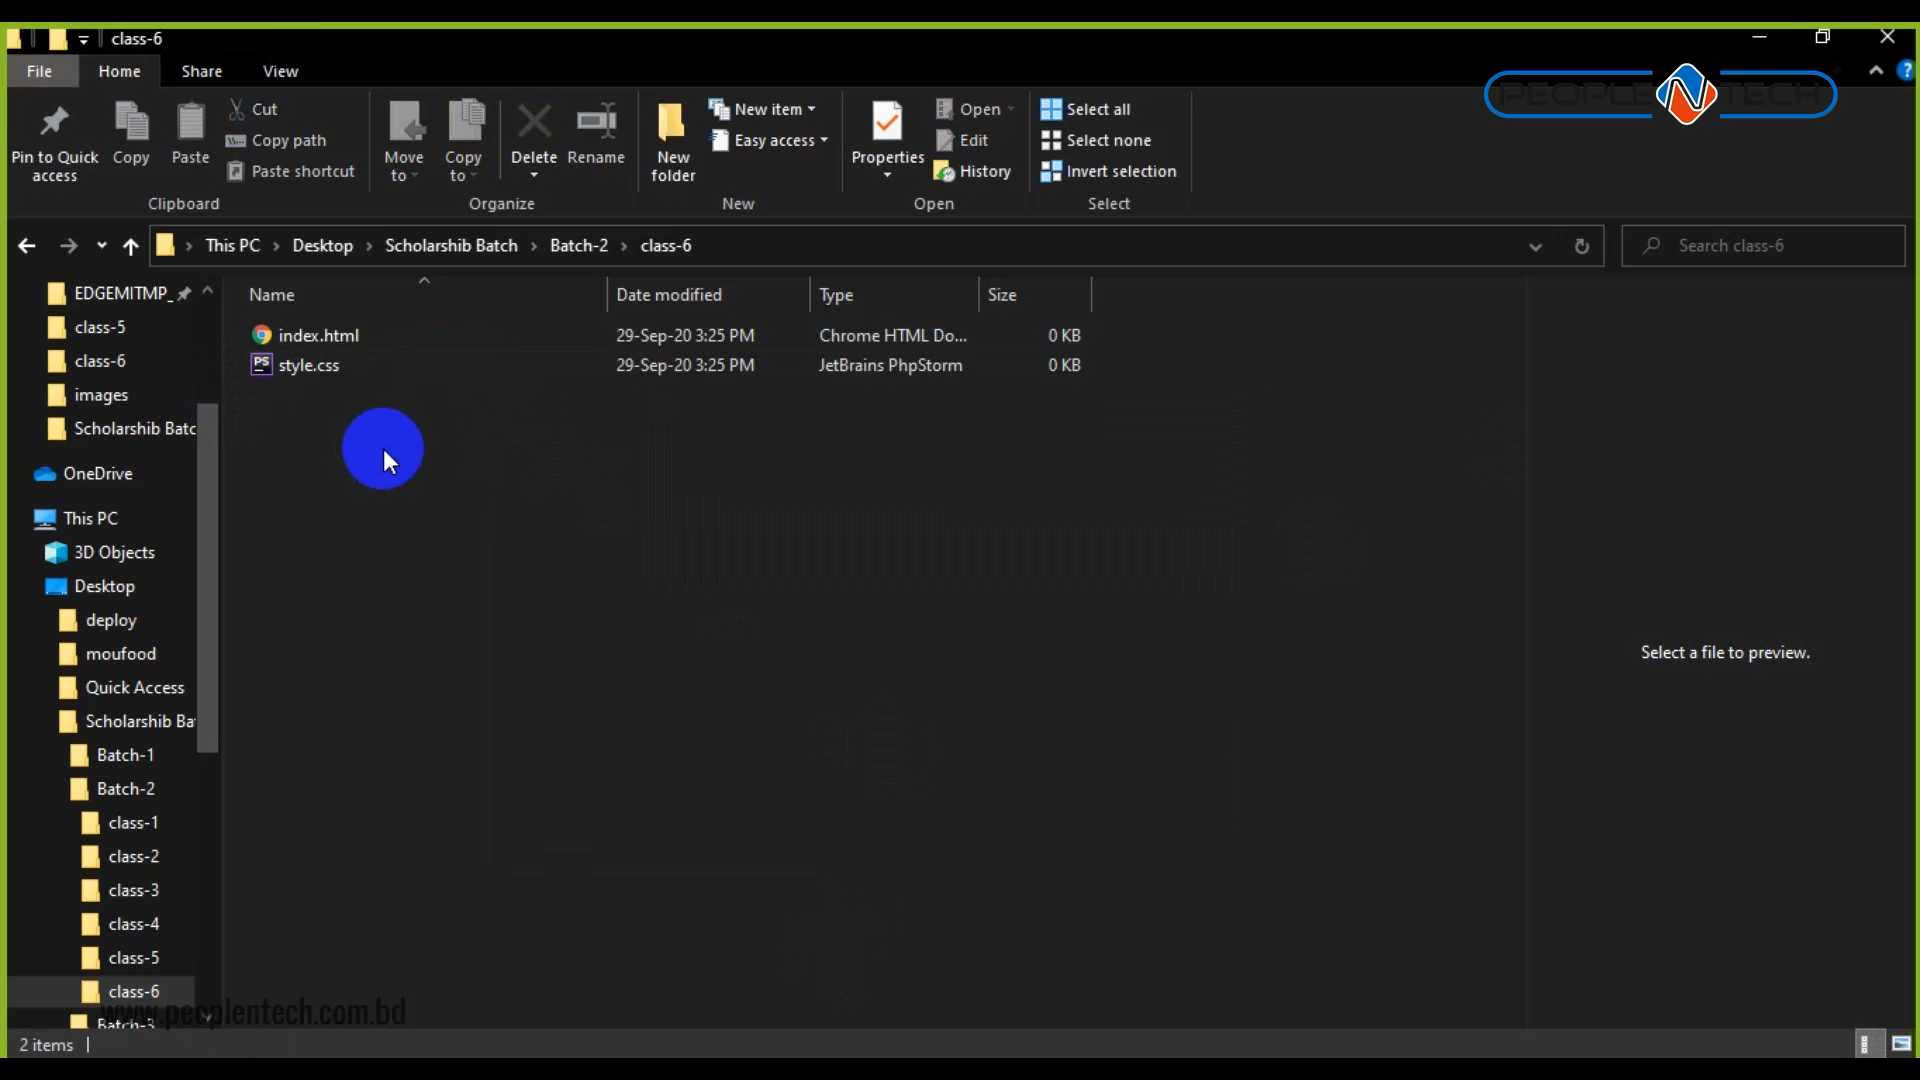 class-6
File Home Share View
PEOPLE N TECH
Pin to Quick access
Copy
Paste
Cut
Copy path
Paste shortcut
Clipboard
Move to
Copy to
Delete
Rename
Organize
New folder
New item
Easy access
New
Properties
Open
Edit
History
Open
Select all
Select none
Invert selection
Select
This PC > Desktop > Scholarshib Batch > Batch-2 > class-6
Search class-6
Name Date modified Type Size
index.html 29-Sep-20 3:25 PM Chrome HTML Do... 0 KB
PS style.css 29-Sep-20 3:25 PM JetBrains PhpStorm 0 KB
EDGEMITMP_
class-5
class-6
images
Scholarshib Batc
OneDrive
This PC
3D Objects
Desktop
deploy
moufood
Quick Access
Scholarshib Ba
Batch-1
Batch-2
class-1
class-2
class-3
class-4
class-5
class-6
Batch-3
Select a file to preview.
www.peoplentech.com.bd
2 items